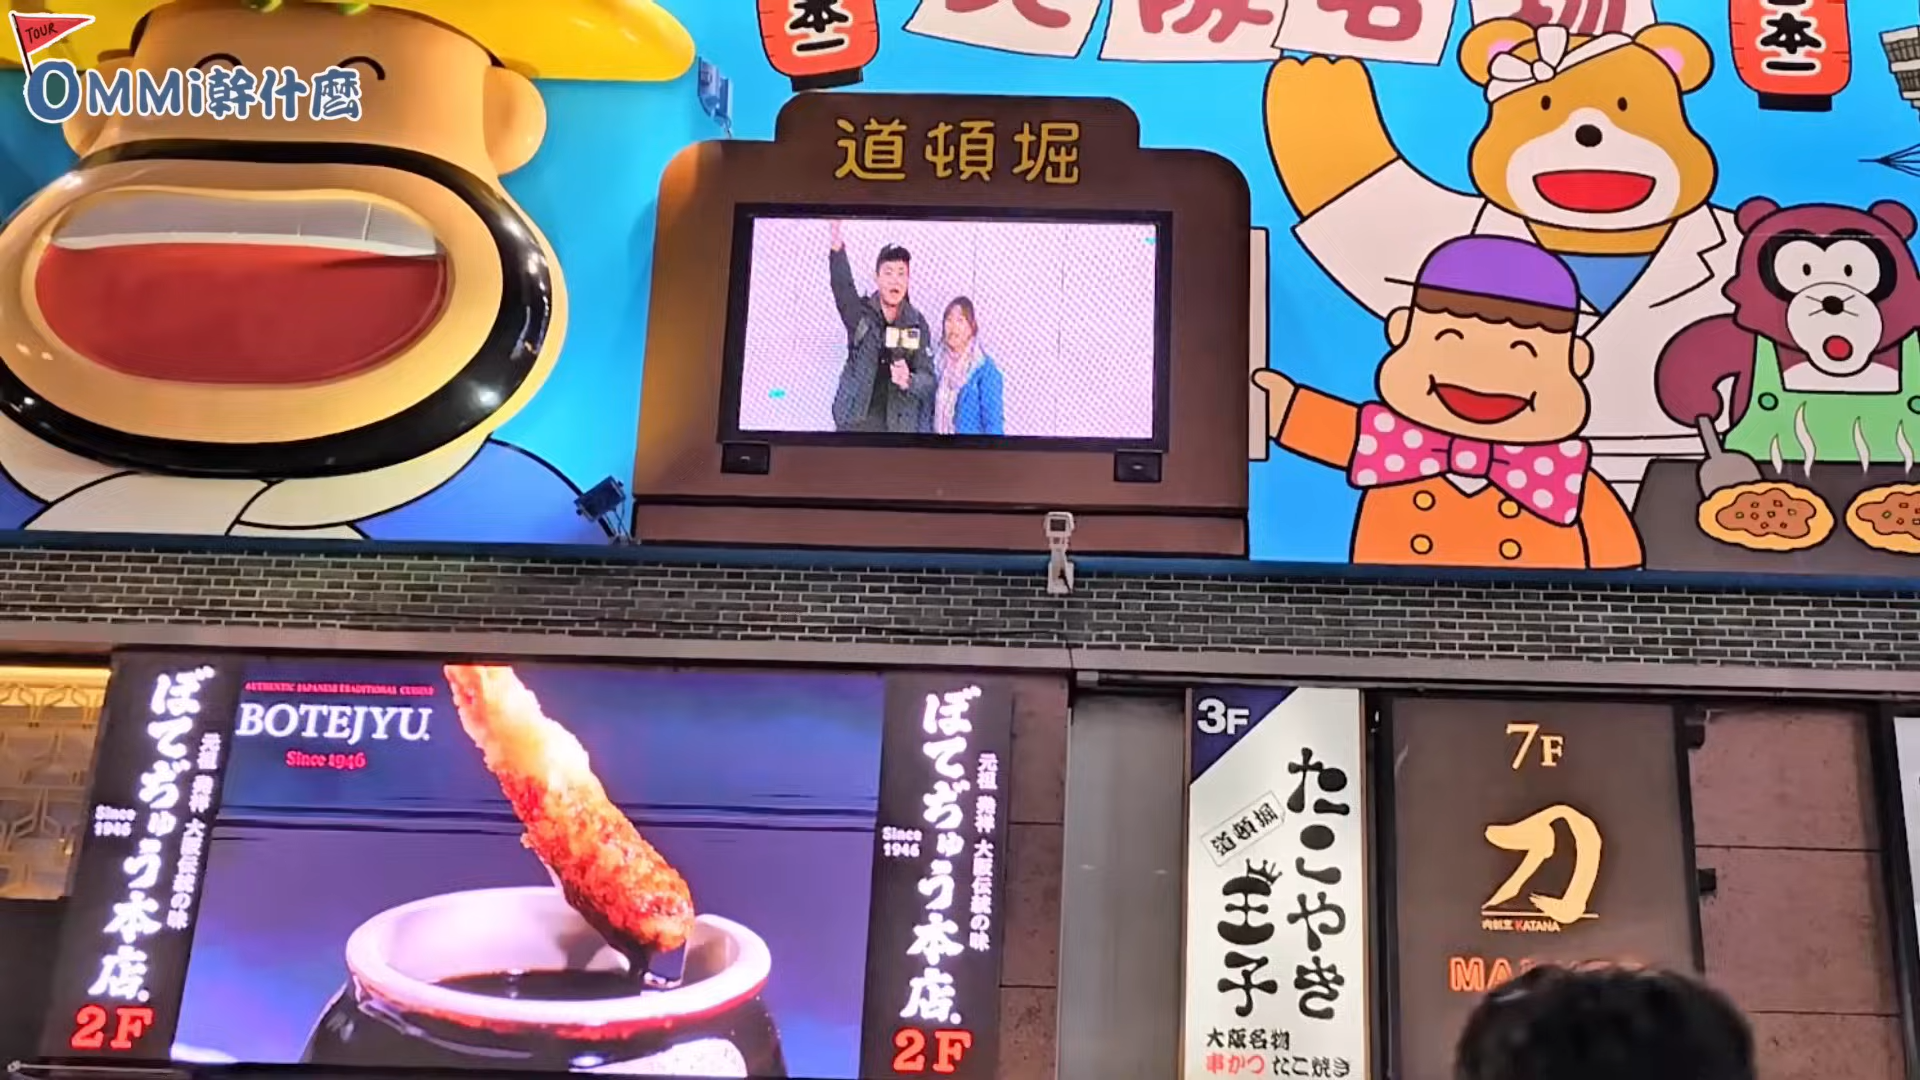 TOUR
OMMi幹什麼
本一
本一
道頓堀
AUTHENTIC JAPANESE TRADITIONAL CUISINE
BOTEJYU.
Since 1946
ぼてぢゅう本店.
元祖 発祥 大阪伝統の味
Since 1946
2F
ぼてぢゅう本店.
元祖 発祥 大阪伝統の味
Since 1946
2F
3F
たこやき
道頓堀
王子
大阪名物
串かつ たこ焼き
7F
刀
KATANA